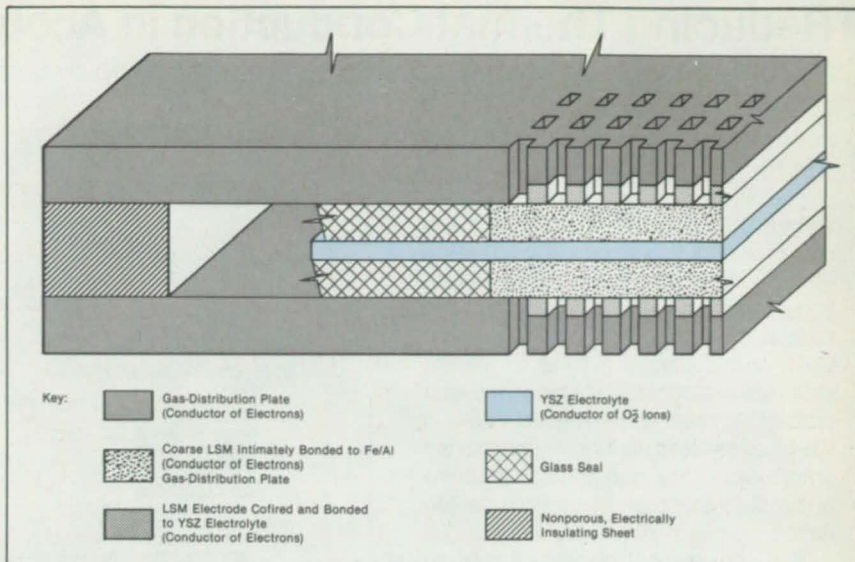 Key:
Gas-Distribution Plate
(Conductor of Electrons)
Coarse LSM Intimately Bonded to Fe/Al
(Conductor of Electrons)
Gas-Distribution Plate
LSM Electrode Cofired and Bonded
to YSZ Electrolyte
(Conductor of Electrons)
YSZ Electrolyte
(Conductor of O₂⁻ Ions)
Glass Seal
Nonporous, Electrically
Insulating Sheet